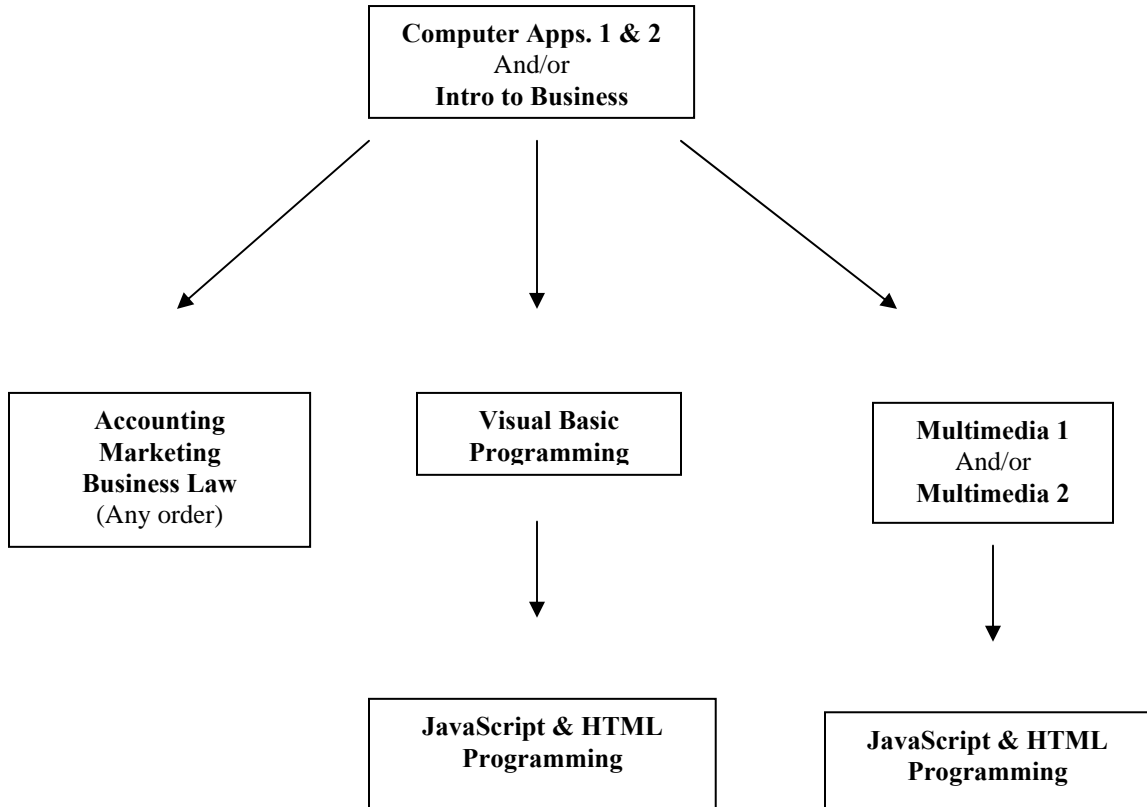 Computer Apps. 1 & 2
And/or
Intro to Business
Accounting
Marketing
Business Law
(Any order)
Visual Basic
Programming
Multimedia 1
And/or
Multimedia 2
JavaScript & HTML
Programming
JavaScript & HTML
Programming